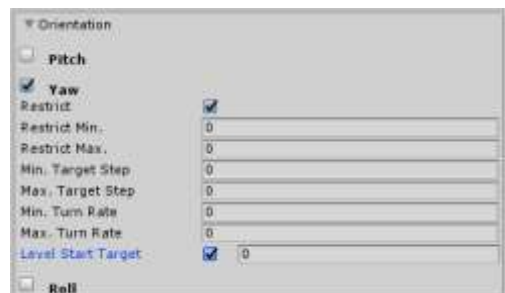 Orientation
Pitch
Yaw
Restrict
Restrict Min. 0
Restrict Max. 0
Min. Target Step 0
Max. Target Step 0
Min. Turn Rate 0
Max. Turn Rate 0
Level Start Target 0
Roll